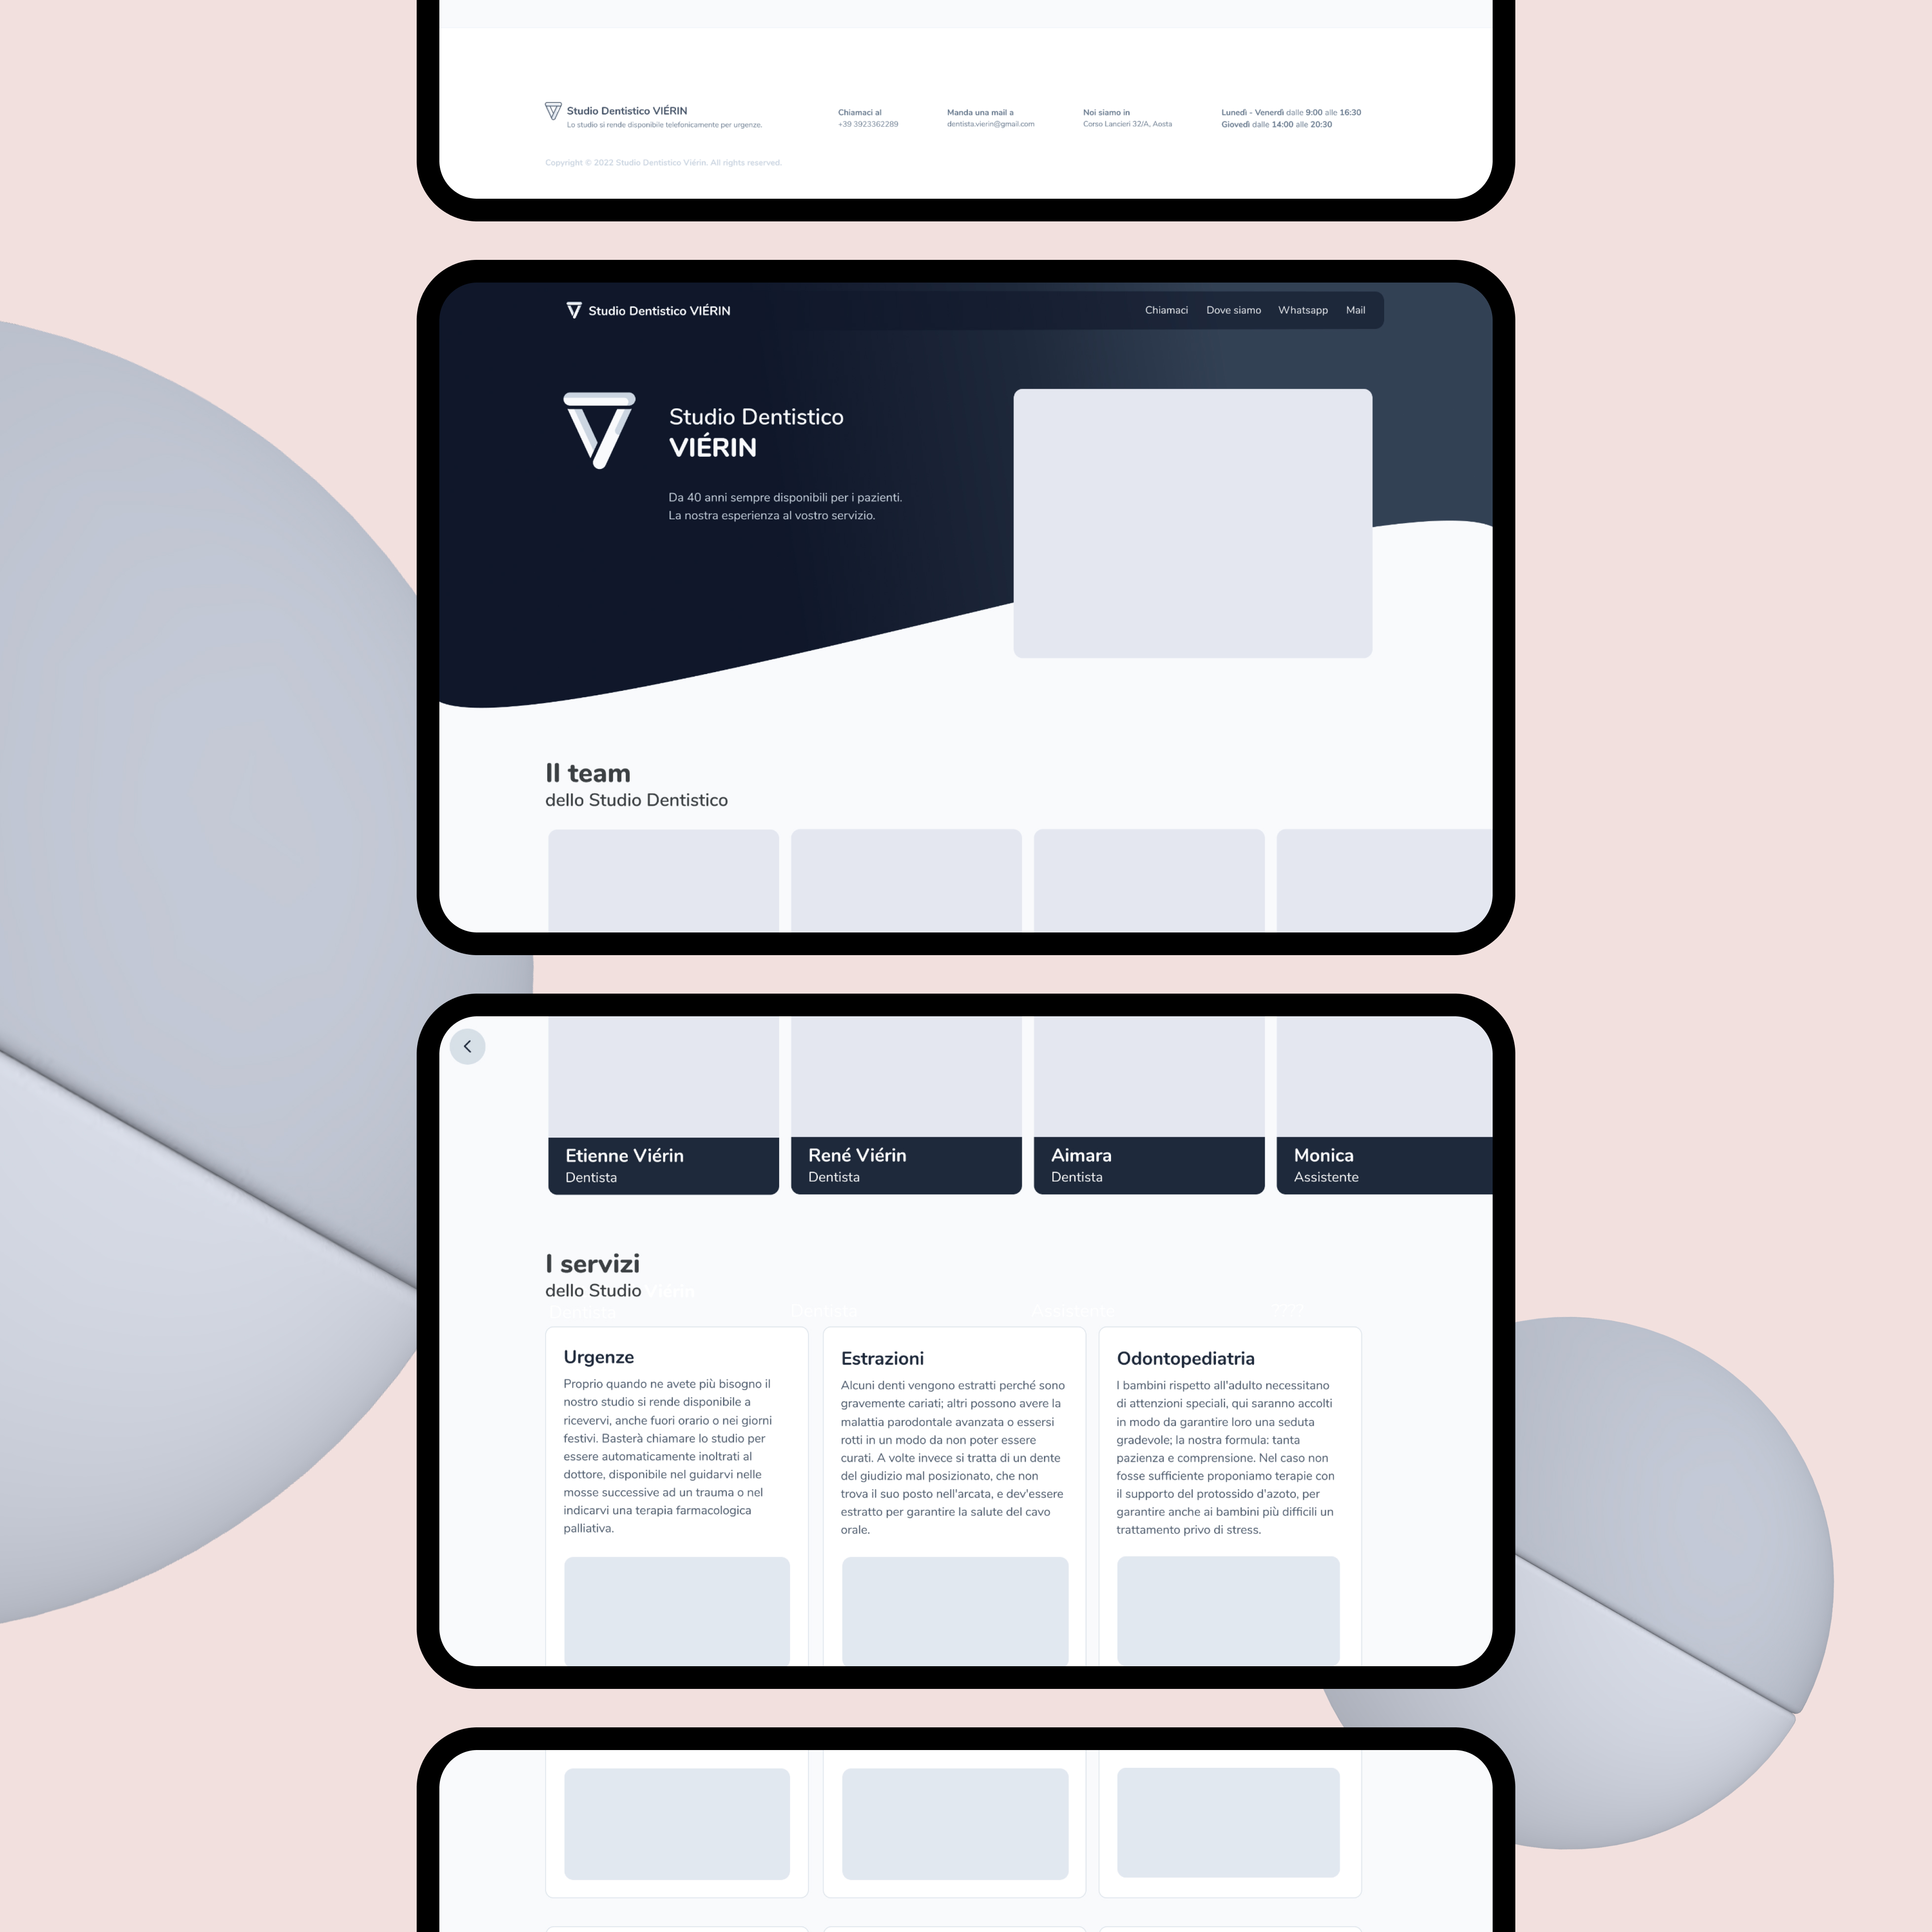 Studio Dentistico VIÉRIN
Lo studio si rende disponibile telefonicamente per urgenze.
Chiamaci al
+39 3923362289
Manda una mail a
dentista.vierin@gmail.com
Noi siamo in
Corso Lancieri 32/A, Aosta
Lunedì - Venerdì dalle 9:00 alle 16:30
Giovedì dalle 14:00 alle 20:30
Copyright © 2022 Studio Dentistico Viérin. All rights reserved.
Studio Dentistico VIÉRIN
Chiamaci Dove siamo Whatsapp Mail
Studio Dentistico
VIÉRIN
Da 40 anni sempre disponibili per i pazienti.
La nostra esperienza al vostro servizio.
Il team
dello Studio Dentistico
Etienne Viérin
Dentista
René Viérin
Dentista
Aimara
Dentista
Monica
Assistente
I servizi
dello Studio Viérin
Dentista Dentista Assistente
Urgenze
Proprio quando ne avete più bisogno il
nostro studio si rende disponibile a
ricevervi, anche fuori orario o nei giorni
festivi. Basterà chiamare lo studio per
essere automaticamente inoltrati al
dottore, disponibile nel guidarvi nelle
mosse successive ad un trauma o nel
indicarvi una terapia farmacologica
palliativa.
Estrazioni
Alcuni denti vengono estratti perché sono
gravemente cariati; altri possono avere la
malattia parodontale avanzata o essersi
rotti in un modo da non poter essere
curati. A volte invece si tratta di un dente
del giudizio mal posizionato, che non
trova il suo posto nell'arcata, e dev'essere
estratto per garantire la salute del cavo
orale.
Odontopediatria
I bambini rispetto all'adulto necessitano
di attenzioni speciali, qui saranno accolti
in modo da garantire loro una seduta
gradevole; la nostra formula: tanta
pazienza e comprensione. Nel caso non
fosse sufficiente proponiamo terapie con
il supporto del protossido d'azoto, per
garantire anche ai bambini più difficili un
trattamento privo di stress.